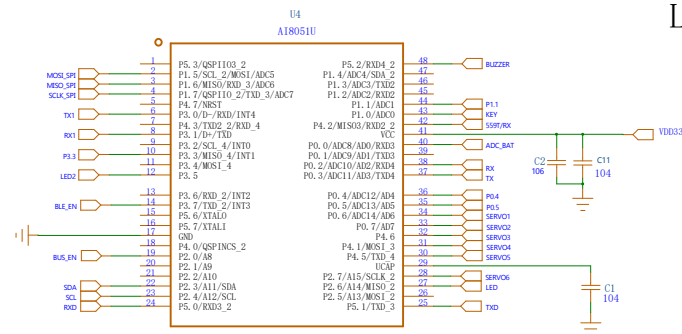 U4
AI8051U
1 P5.3/QSPIIO3_2
MOSI_SPI 2 P1.5/SCL_2/MOSI/ADC5
MISO_SPI 3 P1.6/MISO/RXD_3/ADC6
SCLK_SPI 4 P1.7/QSPIIO_2/TXD_3/ADC7
5 P4.7/NRST
TX1 6 P3.0/D-/RXD/INT4
7 P4.3/TXD2_2/RXD_4
RX1 8 P3.1/D+/TXD
9 P3.2/SCL_4/INT0
P3.3 10 P3.3/MISO_4/INT1
11 P3.4/MOSI_4
LED2 12 P3.5
13 P3.6/RXD_2/INT2
BLE_EN 14 P3.7/TXD_2/INT3
15 P5.6/XTALO
16 P5.7/XTALI
17 GND
18 P4.0/QSPINCS_2
BUS_EN 19 P2.0/A8
20 P2.1/A9
21 P2.2/A10
SDA 22 P2.3/A11/SDA
SCL 23 P2.4/A12/SCL
RXD 24 P5.0/RXD3_2
P5.2/RXD4_2 48 BUZZER
P1.4/ADC4/SDA_2 47
P1.3/ADC3/TXD2 46
P1.2/ADC2/RXD2 45
P1.1/ADC1 44 P1.1
P1.0/ADC0 43 KEY
P4.2/MISO3/RXD2_2 42 S59T/RX
VCC 41 VDD33
P0.0/ADC8/AD0/RXD3 40 ADC_BAT
P0.1/ADC9/AD1/TXD3 39
P0.2/ADC10/AD2/RXD4 38 RX
P0.3/ADC11/AD3/TXD4 37 TX
P0.4/ADC12/AD4 36 P0.4
P0.5/ADC13/AD5 35 P0.5
P0.6/ADC14/AD6 34 SERVO1
P0.7/AD7 33 SERVO2
P4.6 32 SERVO3
P4.1/MOSI_3 31 SERVO4
P4.5/TXD_4 30 SERVO5
UCAP 29
P2.7/A15/SCLK_2 28 SERVO6
P2.6/A14/MISO_2 27 LED
P2.5/A13/MOSI_2 26
P5.1/TXD_3 25 TXD
C2
106
C11
104
C1
104